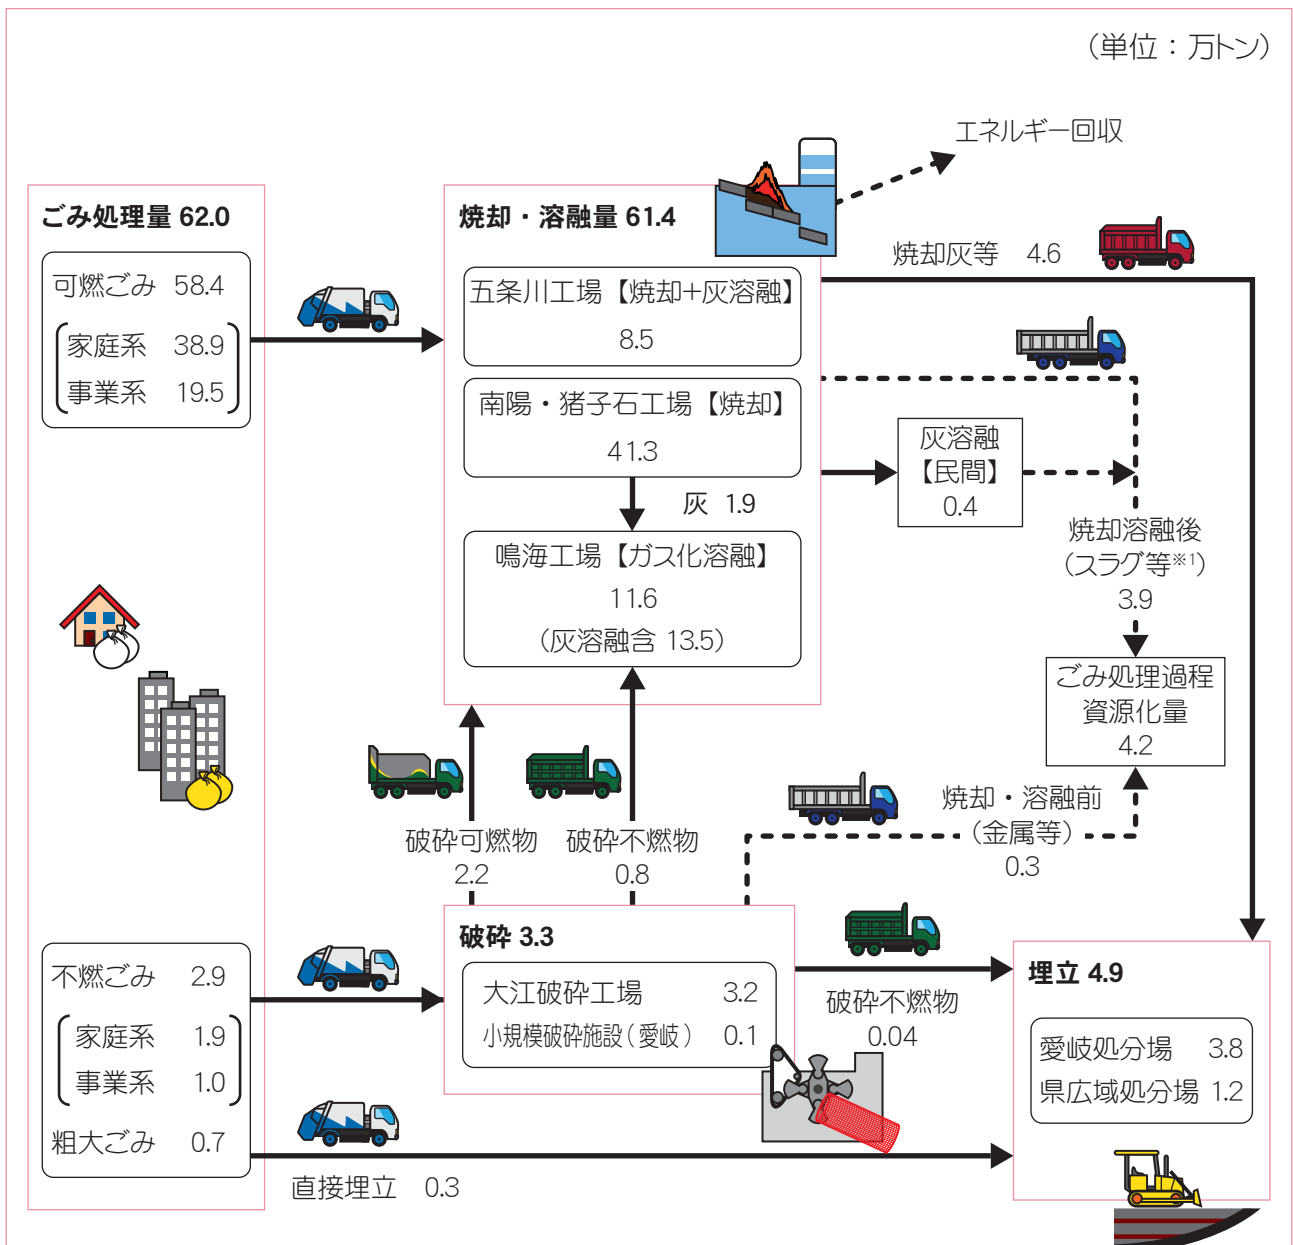 （単位：万トン）
エネルギー回収
ごみ処理量 62.0
可燃ごみ 58.4
家庭系 38.9
事業系 19.5
焼却・溶融量 61.4
五条川工場【焼却+灰溶融】
8.5
南陽・猪子石工場【焼却】
41.3
灰 1.9
鳴海工場【ガス化溶融】
11.6
（灰溶融含 13.5）
焼却灰等 4.6
灰溶融
【民間】
0.4
焼却溶融後
（スラグ等※1）
3.9
ごみ処理過程
資源化量
4.2
破砕可燃物
2.2
破砕不燃物
0.8
焼却・溶融前
（金属等）
0.3
不燃ごみ 2.9
家庭系 1.9
事業系 1.0
粗大ごみ 0.7
破砕 3.3
大江破砕工場 3.2
小規模破砕施設（愛岐） 0.1
破砕不燃物
0.04
埋立 4.9
愛岐処分場 3.8
県広域処分場 1.2
直接埋立 0.3